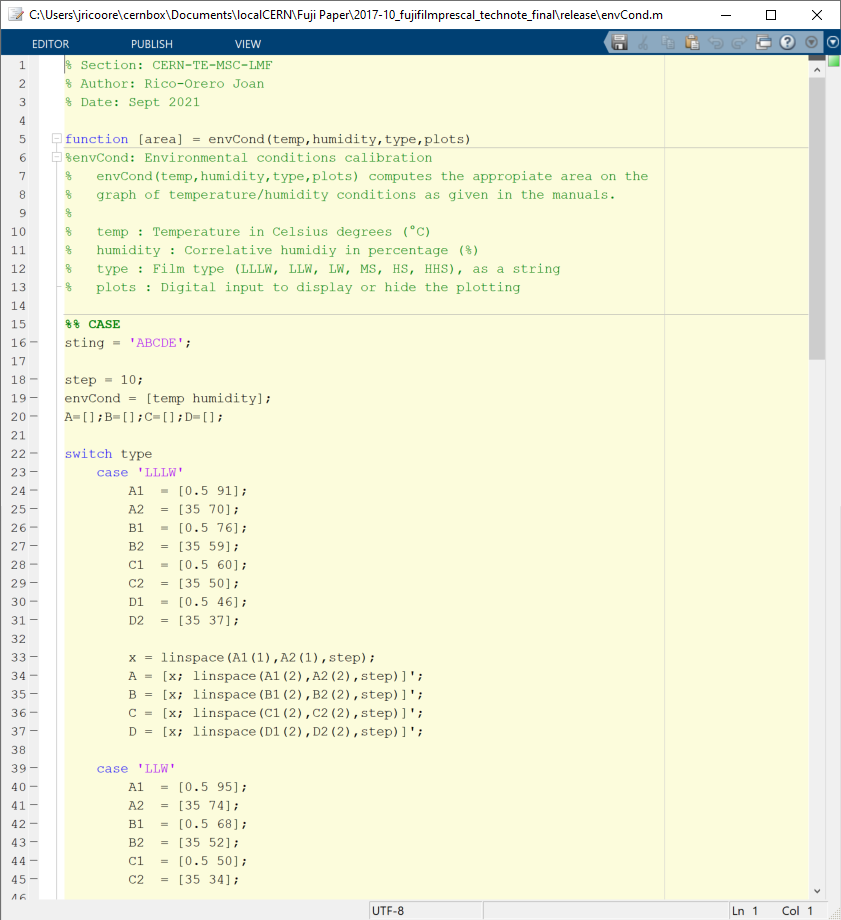 C:\Users\jricoore\cernbox\Documents\localCERN\Fuji Paper\2017-10_fujifilmprescal_technote_final\release\envCond.m
EDITOR PUBLISH VIEW
1 % Section: CERN-TE-MSC-LMF
2 % Author: Rico-Orero Joan
3 % Date: Sept 2021
4
5 function [area] = envCond(temp,humidity,type,plots)
6 %envCond: Environmental conditions calibration
7 % envCond(temp,humidity,type,plots) computes the appropiate area on the
8 % graph of temperature/humidity conditions as given in the manuals.
9 %
10 % temp : Temperature in Celsius degrees (°C)
11 % humidity : Correlative humidiy in percentage (%)
12 % type : Film type (LLLW, LLW, LW, MS, HS, HHS), as a string
13 % plots : Digital input to display or hide the plotting
14
15 %% CASE
16 sting = 'ABCDE';
17
18 step = 10;
19 envCond = [temp humidity];
20 A=[];B=[];C=[];D=[];
21
22 switch type
23 case 'LLLW'
24 A1 = [0.5 91];
25 A2 = [35 70];
26 B1 = [0.5 76];
27 B2 = [35 59];
28 C1 = [0.5 60];
29 C2 = [35 50];
30 D1 = [0.5 46];
31 D2 = [35 37];
32
33 x = linspace(A1(1),A2(1),step);
34 A = [x; linspace(A1(2),A2(2),step)]';
35 B = [x; linspace(B1(2),B2(2),step)]';
36 C = [x; linspace(C1(2),C2(2),step)]';
37 D = [x; linspace(D1(2),D2(2),step)]';
38
39 case 'LLW'
40 A1 = [0.5 95];
41 A2 = [35 74];
42 B1 = [0.5 68];
43 B2 = [35 52];
44 C1 = [0.5 50];
45 C2 = [35 34];
46
UTF-8 Ln 1 Col 1